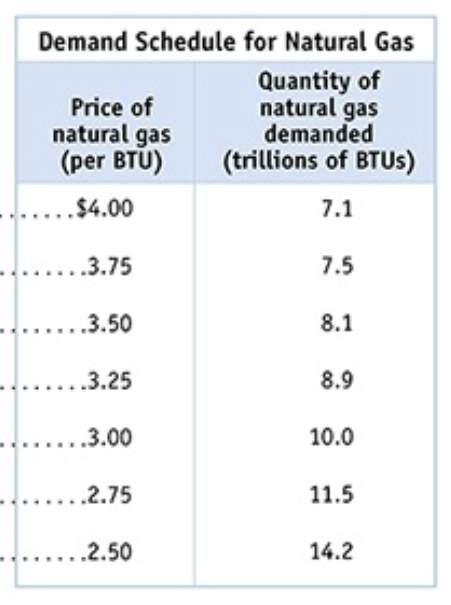 Demand Schedule for Natural Gas
Price of
natural gas
(per BTU)
Quantity of
natural gas
demanded
(trillions of BTUs)
.......$4.00 7.1
........3.75 7.5
........3.50 8.1
........3.25 8.9
........3.00 10.0
........2.75 11.5
........2.50 14.2